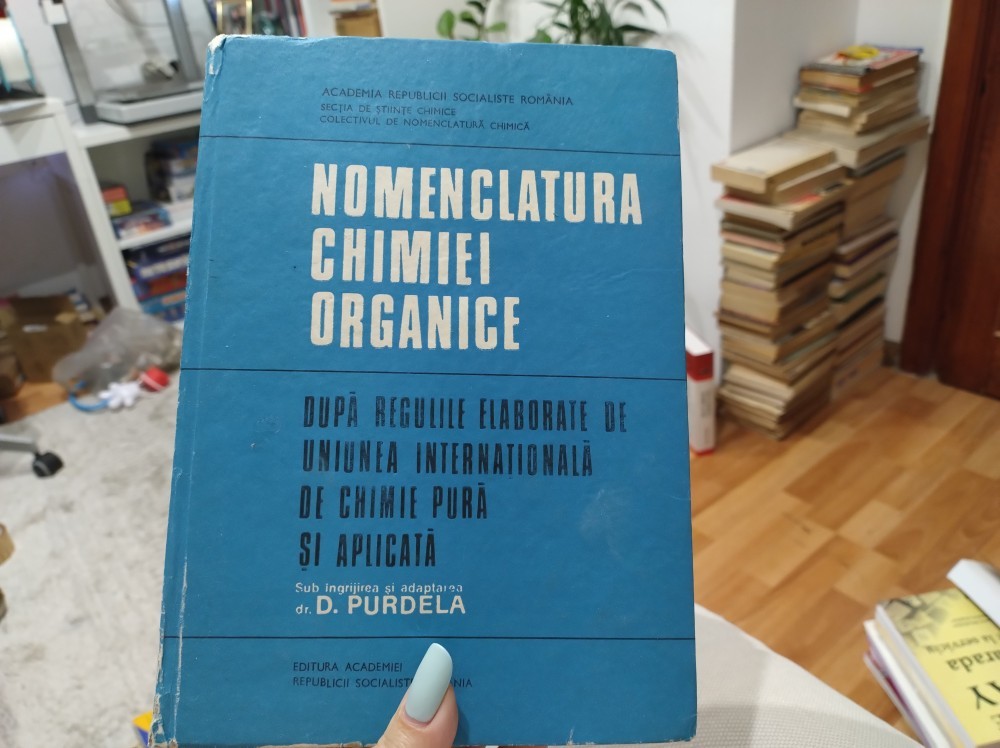 ACADEMIA REPUBLICII SOCIALISTE ROMÂNIA
SECȚIA DE ȘTIINȚE CHIMICE
COLECTIVUL DE NOMENCLATURĂ CHIMICĂ
NOMENCLATURA
CHIMIEI
ORGANICE
DUPĂ REGULILE ELABORATE DE
UNIUNEA INTERNAȚIONALĂ
DE CHIMIE PURĂ
ȘI APLICATĂ
Sub îngrijirea și adaptarea
dr. D. PURDELA
EDITURA ACADEMIEI
REPUBLICII
arada